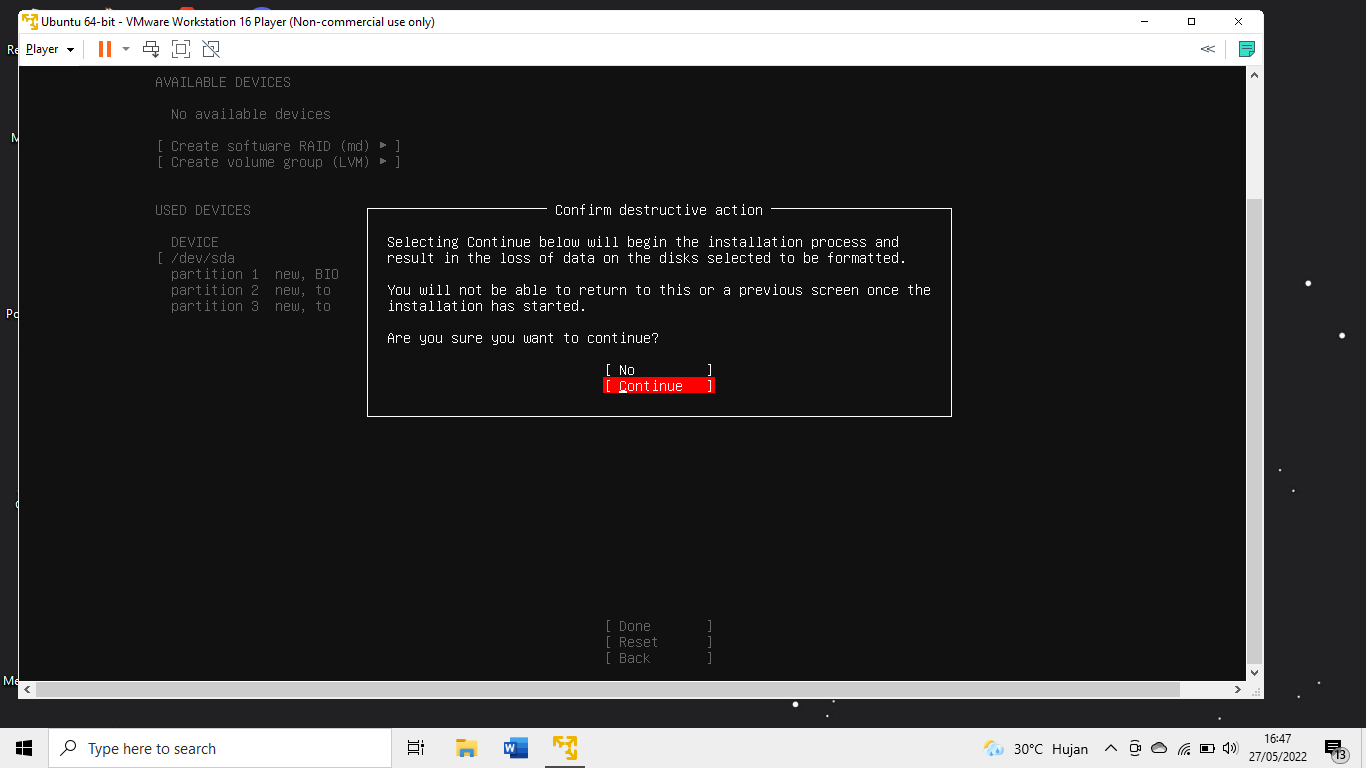 Ubuntu 64-bit - VMware Workstation 16 Player (Non-commercial use only)
Player
AVAILABLE DEVICES
No available devices
[ Create software RAID (md) ▸ ]
[ Create volume group (LVM) ▸ ]
USED DEVICES
DEVICE
[ /dev/sda
partition 1 new, BIO
partition 2 new, to
partition 3 new, to
Confirm destructive action
Selecting Continue below will begin the installation process and
result in the loss of data on the disks selected to be formatted.
You will not be able to return to this or a previous screen once the
installation has started.
Are you sure you want to continue?
[ No ]
[ Continue ]
[ Done ]
[ Reset ]
[ Back ]
Type here to search
30°C Hujan
16:47
27/05/2022
13